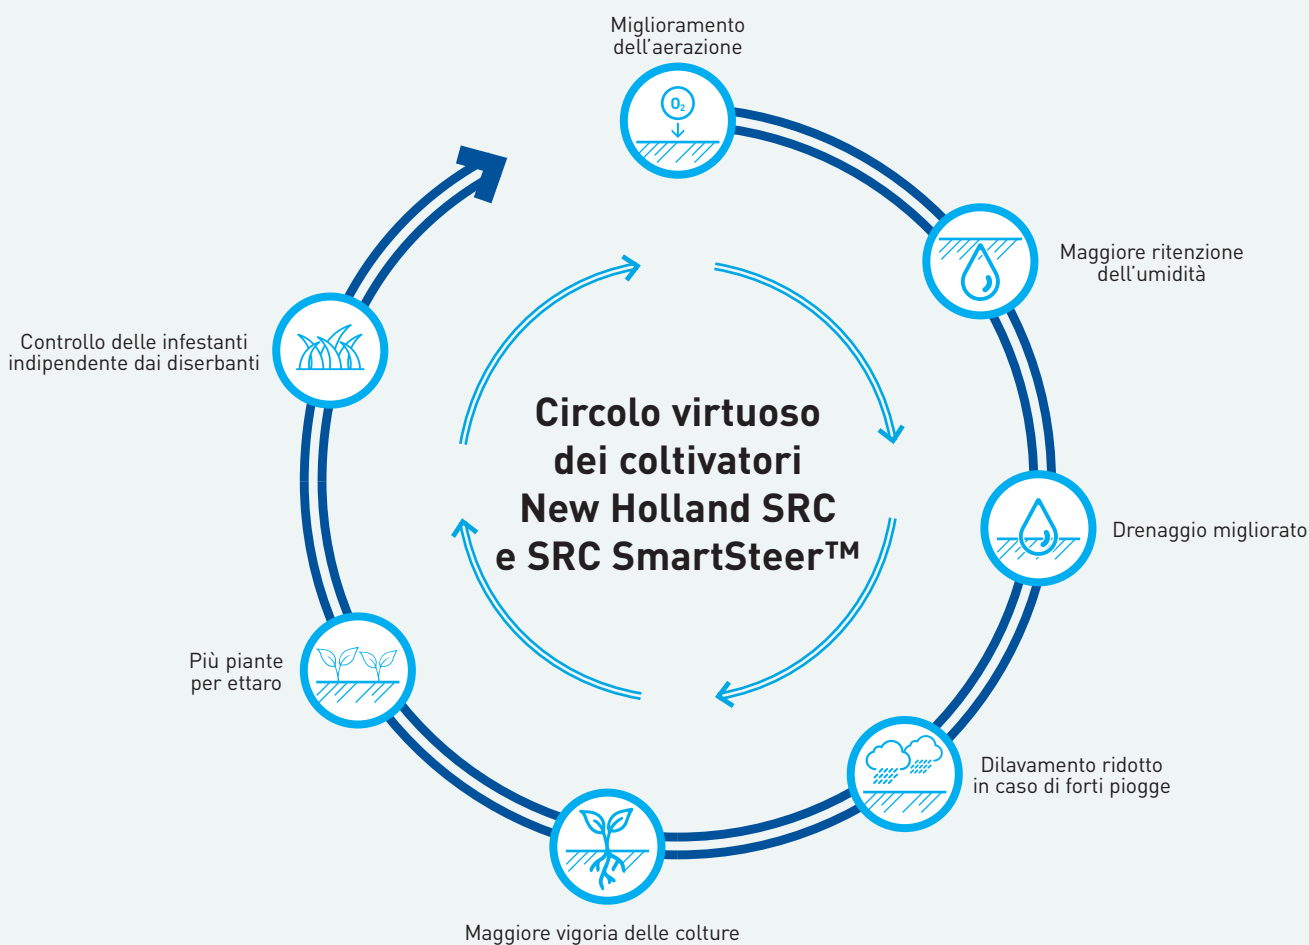 Miglioramento
dell'aerazione
O₂
Maggiore ritenzione
dell'umidità
Controllo delle infestanti
indipendente dai diserbanti
Circolo virtuoso
dei coltivatori
New Holland SRC
e SRC SmartSteer™
Drenaggio migliorato
Più piante
per ettaro
Dilavamento ridotto
in caso di forti piogge
Maggiore vigoria delle colture